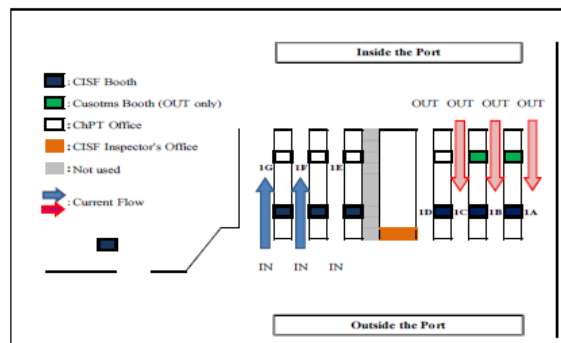 Inside the Port
: CISF Booth
: Cusotms Booth (OUT only)
: ChPT Office
: CISF Inspector's Office
: Not used
: Current Flow
OUT OUT OUT OUT
1G 1F 1E
1D 1C 1B 1A
IN IN IN
Outside the Port